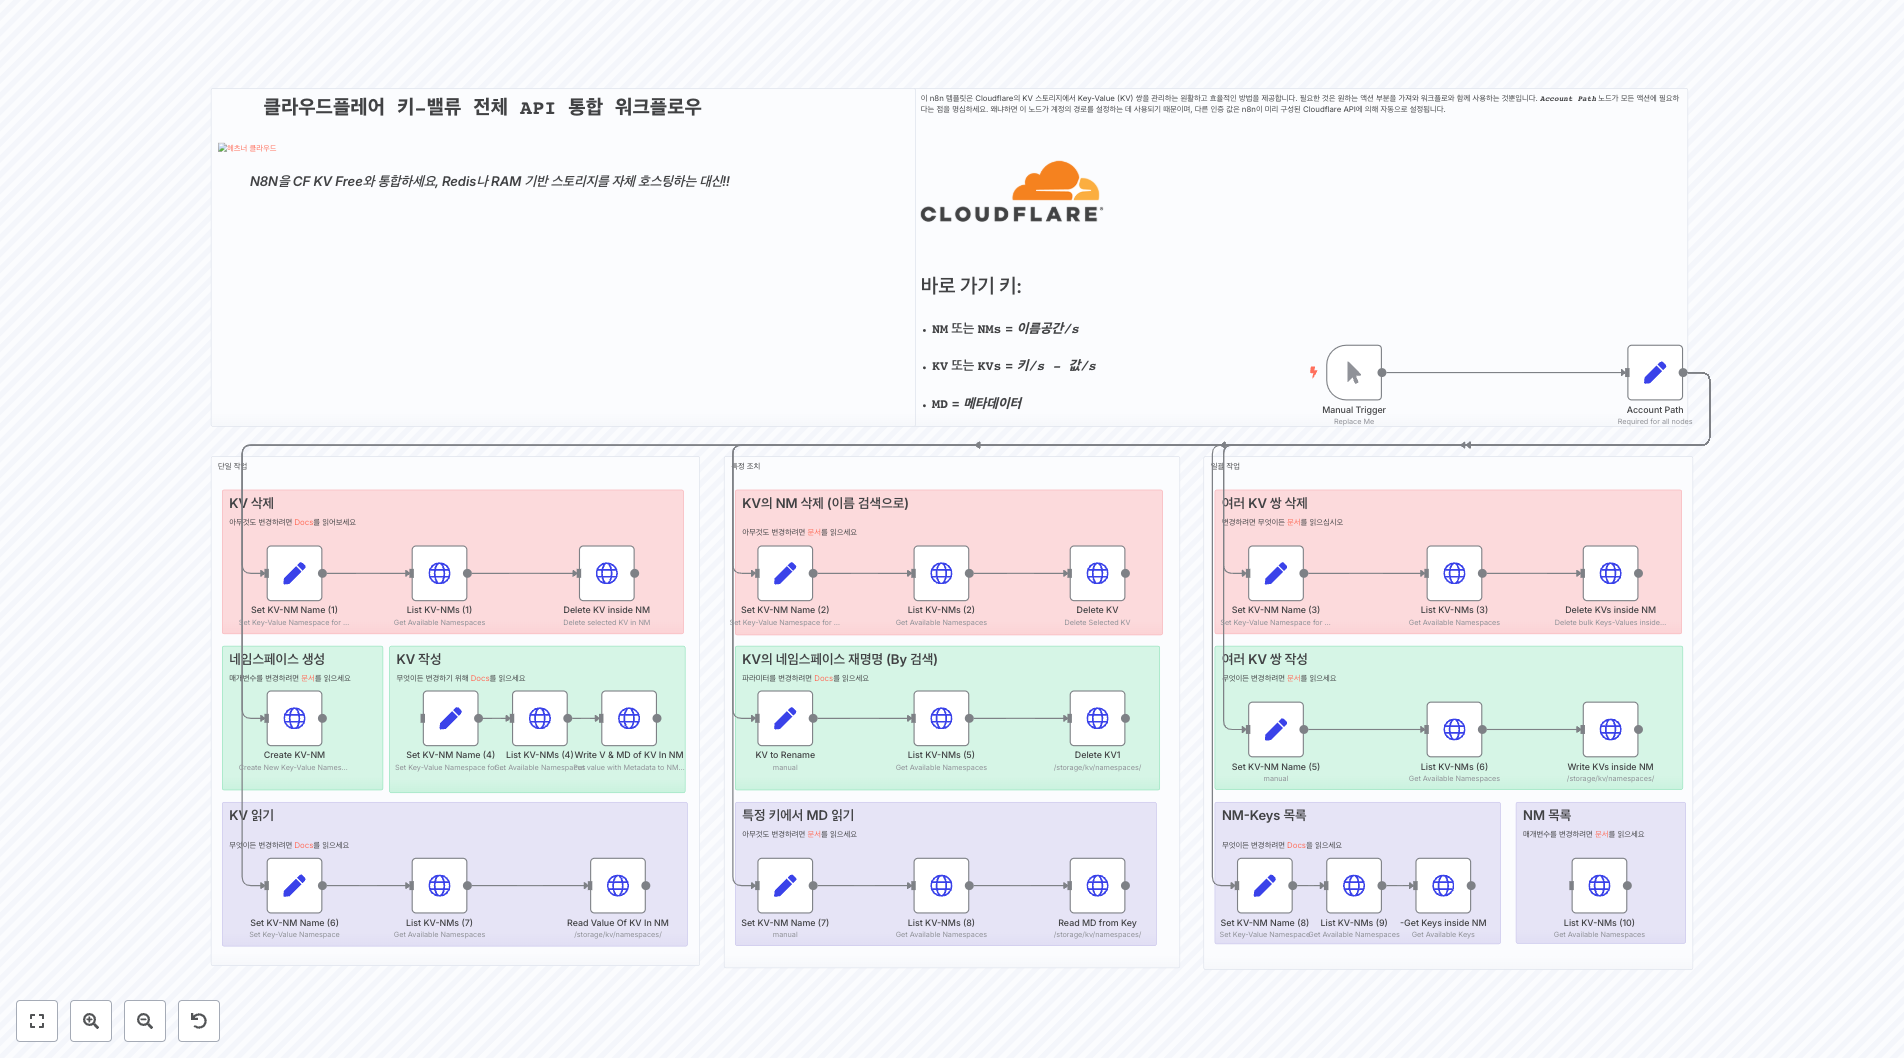 클라우드플레어 키-밸류 전체 API 통합 워크플로우
헤츠너 클라우드
N8N을 CF KV Free와 통합하세요, Redis나 RAM 기반 스토리지를 자체 호스팅하는 대신!!
이 n8n 템플릿은 Cloudflare의 KV 스토리지에서 Key-Value (KV) 쌍을 관리하는 원활하고 효율적인 방법을 제공합니다. 필요한 것은 원하는 액션 부분을 가져와 워크플로와 함께 사용하는 것뿐입니다. Account Path 노드가 모든 액션에 필요하
다는 점을 명심하세요. 왜냐하면 이 노드가 계정의 경로를 설정하는 데 사용되기 때문이며, 다른 인증 값은 n8n이 미리 구성된 Cloudflare API에 의해 자동으로 설정됩니다.
CLOUDFLARE
바로 가기 키:
• NM 또는 NMs = 이름공간/s
• KV 또는 KVs = 키/s - 값/s
• MD = 메타데이터
Manual Trigger
Replace Me
Account Path
Required for all nodes
단일 작업
KV 삭제
아무것도 변경하려면 Docs를 읽어보세요
Set KV-NM Name (1)
Set Key-Value Namespace for ...
List KV-NMs (1)
Get Available Namespaces
Delete KV inside NM
Delete selected KV in NM
네임스페이스 생성
매개변수를 변경하려면 문서를 읽으세요
Create KV-NM
Create New Key-Value Names...
KV 작성
무엇이든 변경하기 위해 Docs를 읽으세요
Set KV-NM Name (4)
Set Key-Value Namespace fo
List KV-NMs (4)
Get Available Namespaces
Write V & MD of KV In NM
value with Metadata to NM...
KV 읽기
무엇이든 변경하려면 Docs를 읽으세요
Set KV-NM Name (6)
Set Key-Value Namespace
List KV-NMs (7)
Get Available Namespaces
Read Value Of KV In NM
/storage/kv/namespaces/
특정 조치
KV의 NM 삭제 (이름 검색으로)
아무것도 변경하려면 문서를 읽으세요
Set KV-NM Name (2)
Set Key-Value Namespace for ...
List KV-NMs (2)
Get Available Namespaces
Delete KV
Delete Selected KV
KV의 네임스페이스 재명명 (By 검색)
파라미터를 변경하려면 Docs를 읽으세요
KV to Rename
manual
List KV-NMs (5)
Get Available Namespaces
Delete KV1
/storage/kv/namespaces/
특정 키에서 MD 읽기
아무것도 변경하려면 문서를 읽으세요
Set KV-NM Name (7)
manual
List KV-NMs (8)
Get Available Namespaces
Read MD from Key
/storage/kv/namespaces/
일괄 작업
여러 KV 쌍 삭제
변경하려면 무엇이든 문서를 읽으십시오
Set KV-NM Name (3)
Set Key-Value Namespace for ...
List KV-NMs (3)
Get Available Namespaces
Delete KVs inside NM
Delete bulk Keys-Values inside...
여러 KV 쌍 작성
무엇이든 변경하려면 문서를 읽으세요
Set KV-NM Name (5)
manual
List KV-NMs (6)
Get Available Namespaces
Write KVs inside NM
/storage/kv/namespaces/
NM-Keys 목록
무엇이든 변경하려면 Docs을 읽으세요
Set KV-NM Name (8)
Set Key-Value Namespace
List KV-NMs (9)
Get Available Namespaces
-Get Keys inside NM
Get Available Keys
NM 목록
매개변수를 변경하려면 문서를 읽으세요
List KV-NMs (10)
Get Available Namespaces